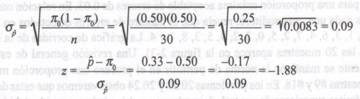 σ_p̂ = √(π₀(1 − π₀)/n) = √((0.50)(0.50)/30) = √(0.25/30) = √0.0083 = 0.09
z = (p̂ − π₀)/σ_p̂ = (0.33 − 0.50)/0.09 = −0.17/0.09 = −1.88